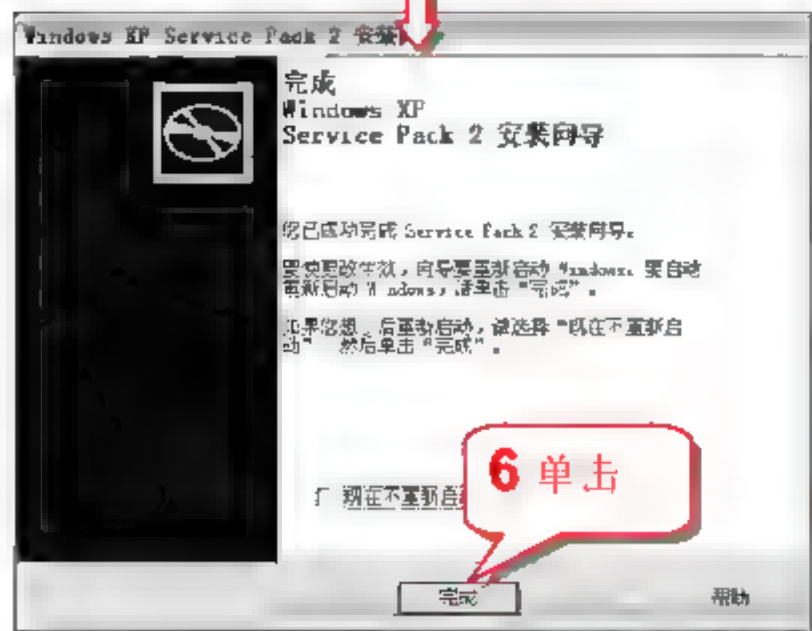 Windows XP Service Pack 2 安装
完成
Windows XP
Service Pack 2 安装向导
您已成功完成 Service Pack 2 安装向导。
要使更改生效，向导要重新启动 Windows。要自动
重新启动 Windows，请单击“完成”。
如果您想 后重新启动，请选择“现在不重新启
动” 然后单击“完成”。
现在不重新启
6 单击
完成
帮助